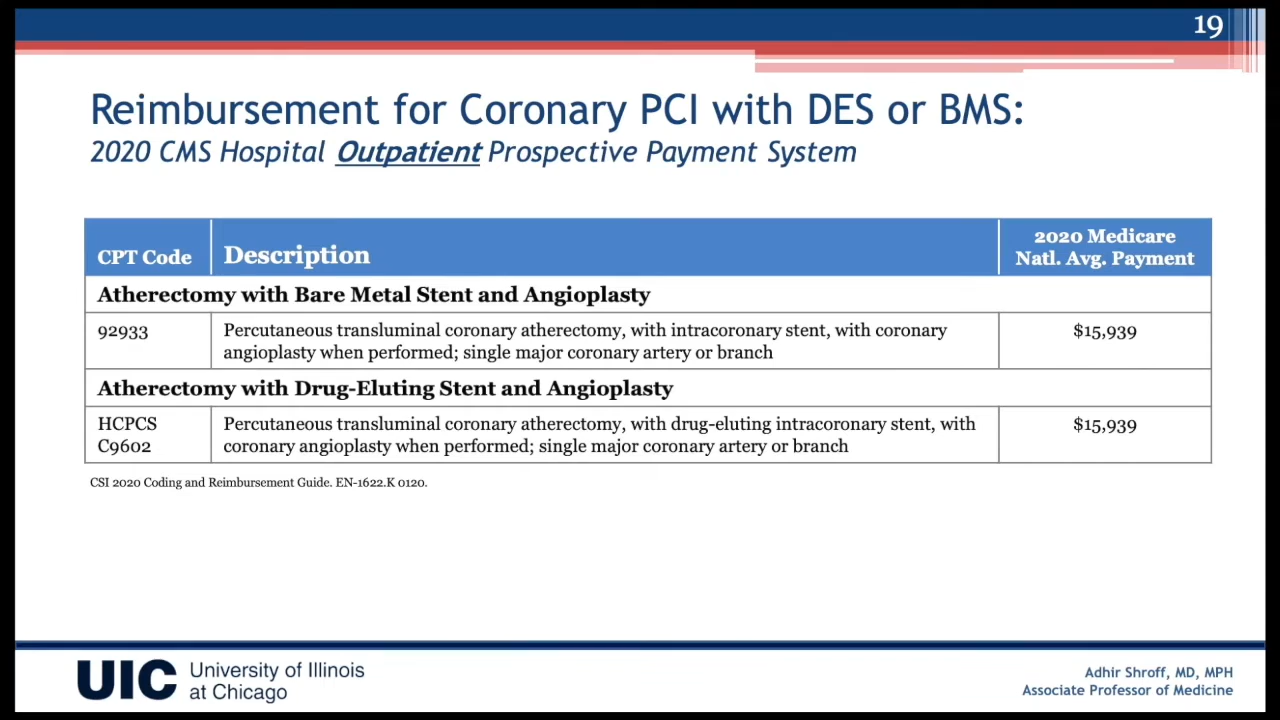 19
Reimbursement for Coronary PCI with DES or BMS:
2020 CMS Hospital Outpatient Prospective Payment System
CPT Code
Description
2020 Medicare
Natl. Avg. Payment
Atherectomy with Bare Metal Stent and Angioplasty
92933
Percutaneous transluminal coronary atherectomy, with intracoronary stent, with coronary
angioplasty when performed; single major coronary artery or branch
$15,939
Atherectomy with Drug-Eluting Stent and Angioplasty
HCPCS
C9602
Percutaneous transluminal coronary atherectomy, with drug-eluting intracoronary stent, with
coronary angioplasty when performed; single major coronary artery or branch
$15,939
CSI 2020 Coding and Reimbursement Guide. EN-1622.K 0120.
UIC
University of Illinois
at Chicago
Adhir Shroff, MD, MPH
Associate Professor of Medicine